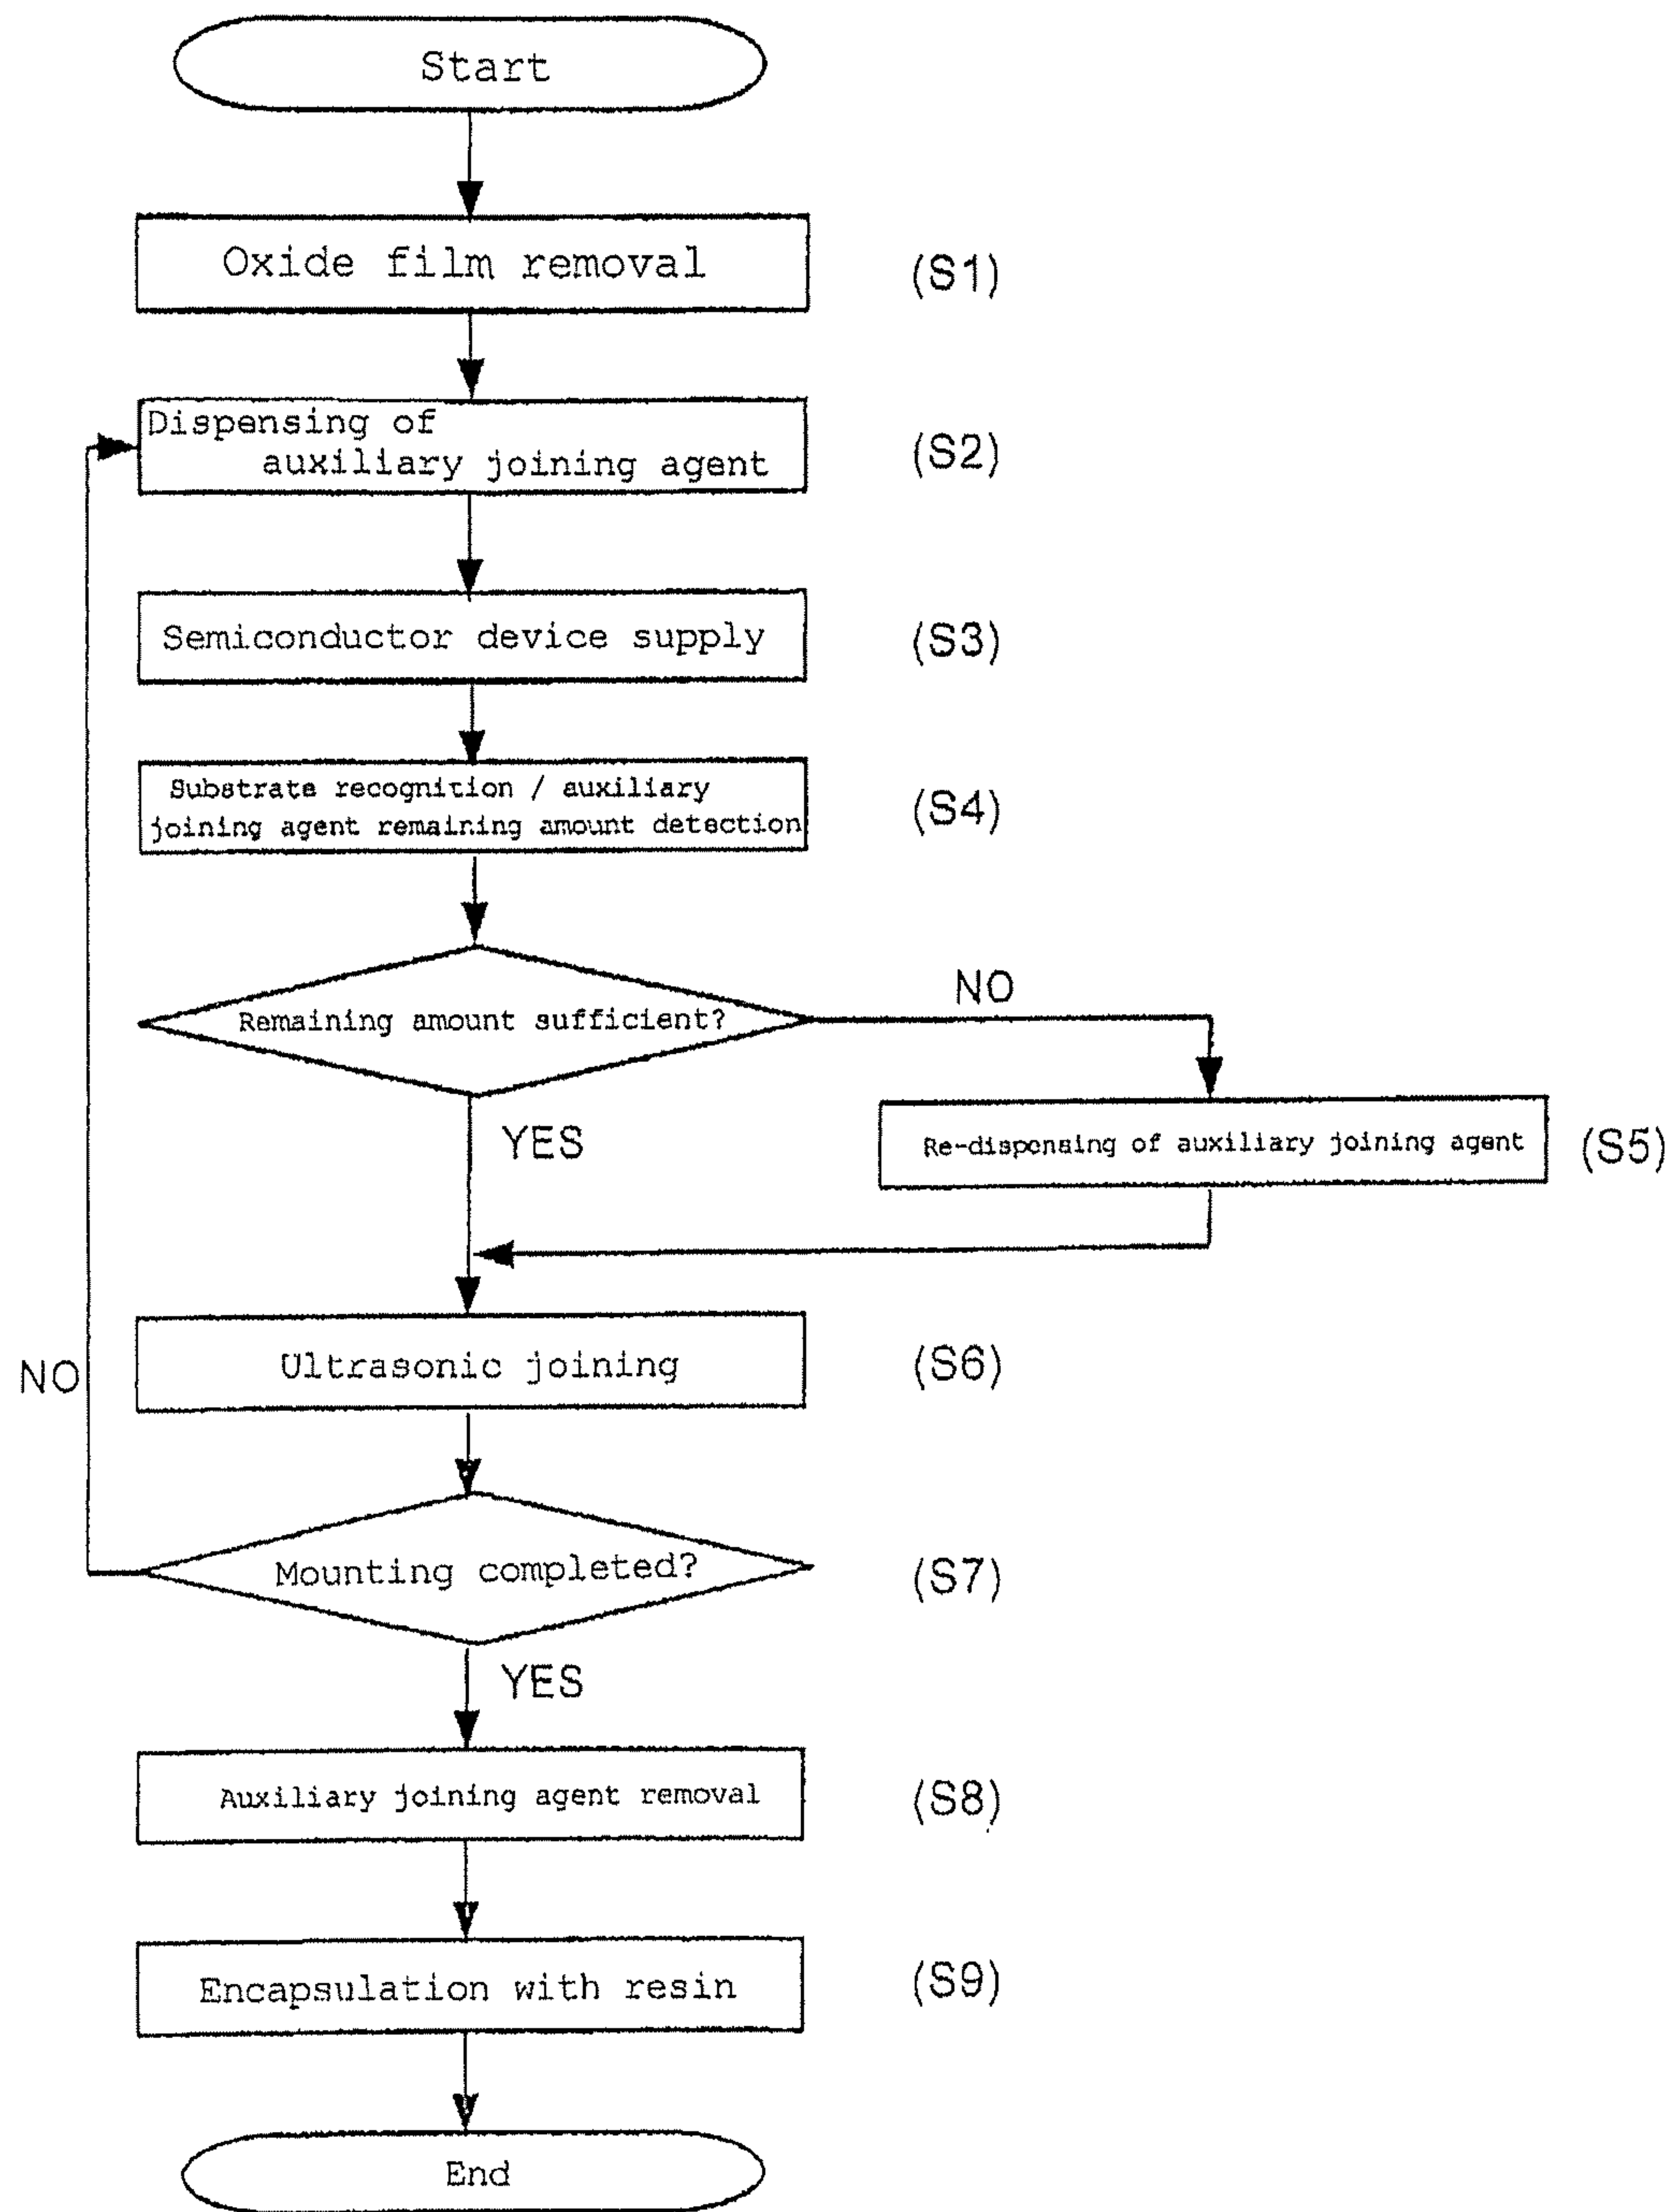 Start
Oxide film removal
(S1)
Dispensing of
auxiliary joining agent
(S2)
Semiconductor device supply
(S3)
Substrate recognition / auxiliary
joining agent remaining amount detection
(S4)
Remaining amount sufficient?
NO
YES
Re-dispensing of auxiliary joining agent
(S5)
Ultrasonic joining
(S6)
NO
Mounting completed?
(S7)
YES
Auxiliary joining agent removal
(S8)
Encapsulation with resin
(S9)
End